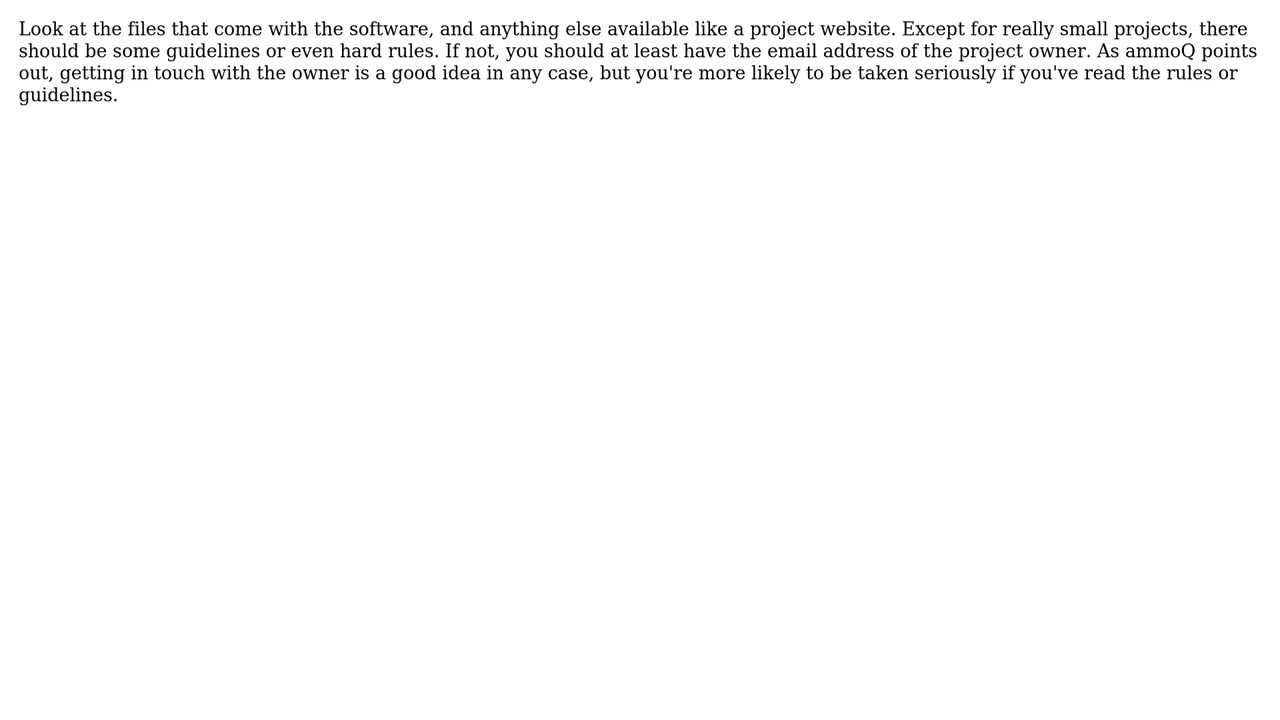 Look at the files that come with the software, and anything else available like a project website. Except for really small projects, there
should be some guidelines or even hard rules. If not, you should at least have the email address of the project owner. As ammoQ points
out, getting in touch with the owner is a good idea in any case, but you're more likely to be taken seriously if you've read the rules or
guidelines.